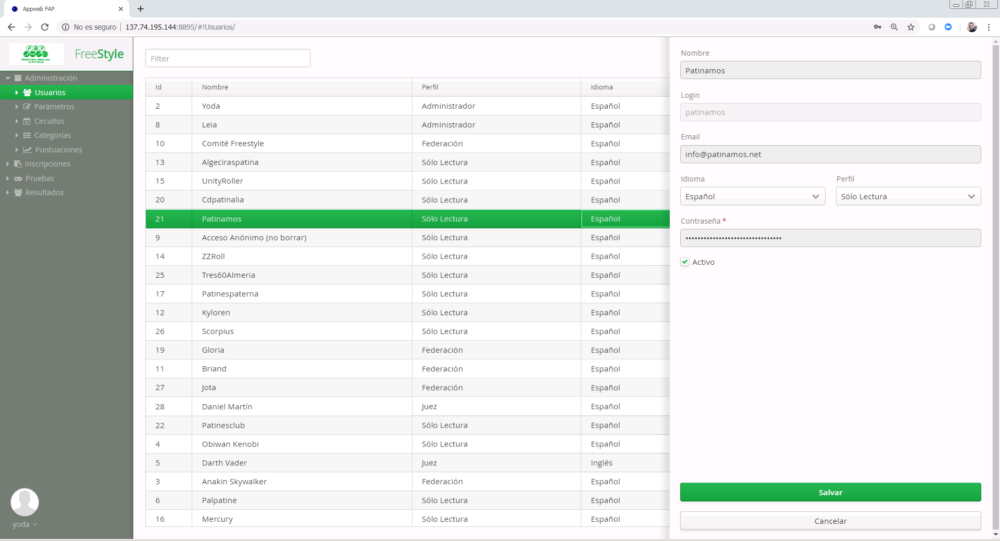 Appweb FAP
No es seguro
137.74.195.144:8895/#!Usuarios/
FAP
FEDERACIÓN ANDALUZA
DE PATINAJE
FreeStyle
Administración
Usuarios
Parámetros
Circuitos
Categorías
Puntuaciones
Inscripciones
Pruebas
Resultados
yoda
Filter
Id Nombre Perfil Idioma
2 Yoda Administrador Español
8 Leia Administrador Español
10 Comité Freestyle Federación Español
13 Algeciraspatina Sólo Lectura Español
15 UnityRoller Sólo Lectura Español
20 Cdpatinalia Sólo Lectura Español
21 Patinamos Sólo Lectura Español
9 Acceso Anónimo (no borrar) Sólo Lectura Español
14 ZZRoll Sólo Lectura Español
25 Tres60Almeria Sólo Lectura Español
17 Patinespaterna Sólo Lectura Español
12 Kyloren Sólo Lectura Español
26 Scorpius Sólo Lectura Español
19 Gloria Federación Español
11 Briand Federación Español
27 Jota Federación Español
28 Daniel Martín Juez Español
22 Patinesclub Sólo Lectura Español
4 Obiwan Kenobi Sólo Lectura Español
5 Darth Vader Juez Inglés
3 Anakin Skywalker Federación Español
6 Palpatine Sólo Lectura Español
16 Mercury Sólo Lectura Español
Nombre
Patinamos
Login
patinamos
Email
info@patinamos.net
Idioma Perfil
Español Sólo Lectura
Contraseña *
••••••••••••••••••••••••••••••••
Activo
Salvar
Cancelar